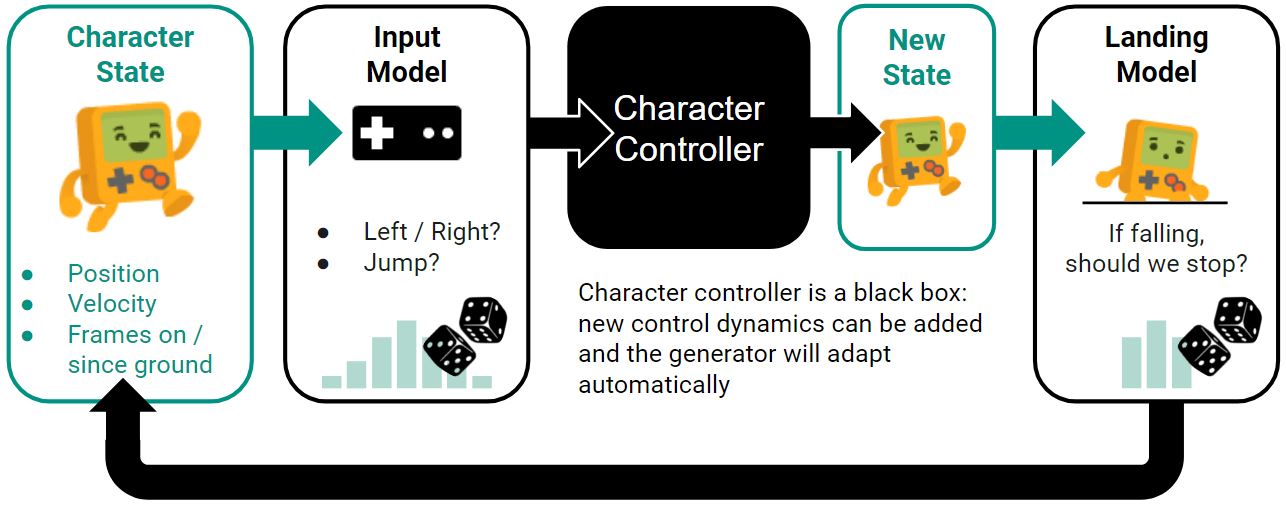 Character
State
● Position
● Velocity
● Frames on /
since ground
Input
Model
● Left / Right?
● Jump?
Character
Controller
Character controller is a black box:
new control dynamics can be added
and the generator will adapt
automatically
New
State
Landing
Model
If falling,
should we stop?